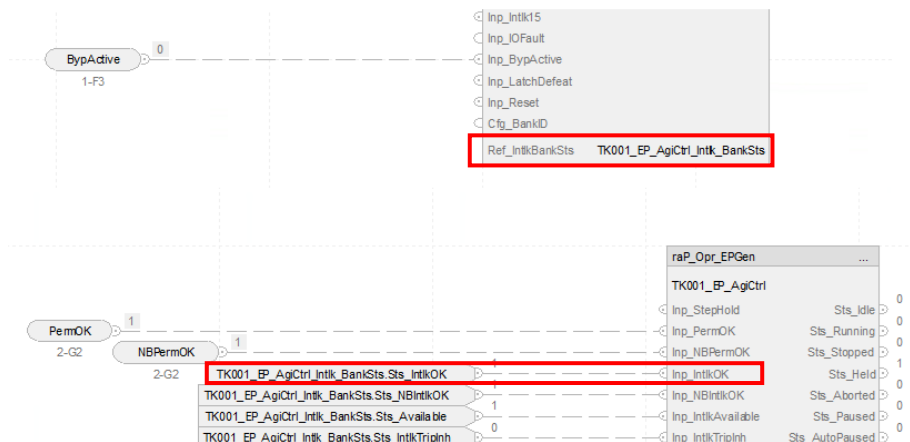 Inp_Intlk15
Inp_IOFault
BypActive 0 Inp_BypActive
1-F3 Inp_LatchDefeat
Inp_Reset
Cfg_BankID
Ref_IntlkBankSts TK001_EP_AgiCtrl_Intlk_BankSts
raP_Opr_EPGen ...
TK001_EP_AgiCtrl
Inp_StepHold Sts_Idle 0
PermOK 1 Inp_PermOK Sts_Running 0
2-G2 NBPermOK 1 Inp_NBPermOK Sts_Stopped 0
2-G2 TK001_EP_AgiCtrl_Intlk_BankSts.Sts_IntlkOK 1 Inp_IntlkOK Sts_Held 1
TK001_EP_AgiCtrl_Intlk_BankSts.Sts_NBIntlkOK 1 Inp_NBIntlkOK Sts_Aborted 0
TK001_EP_AgiCtrl_Intlk_BankSts.Sts_Available 1 Inp_IntlkAvailable Sts_Paused 0
TK001_EP_AgiCtrl_Intlk_BankSts.Sts_IntlkTripInh 0 Inp_IntlkTripInh Sts_AutoPaused 0